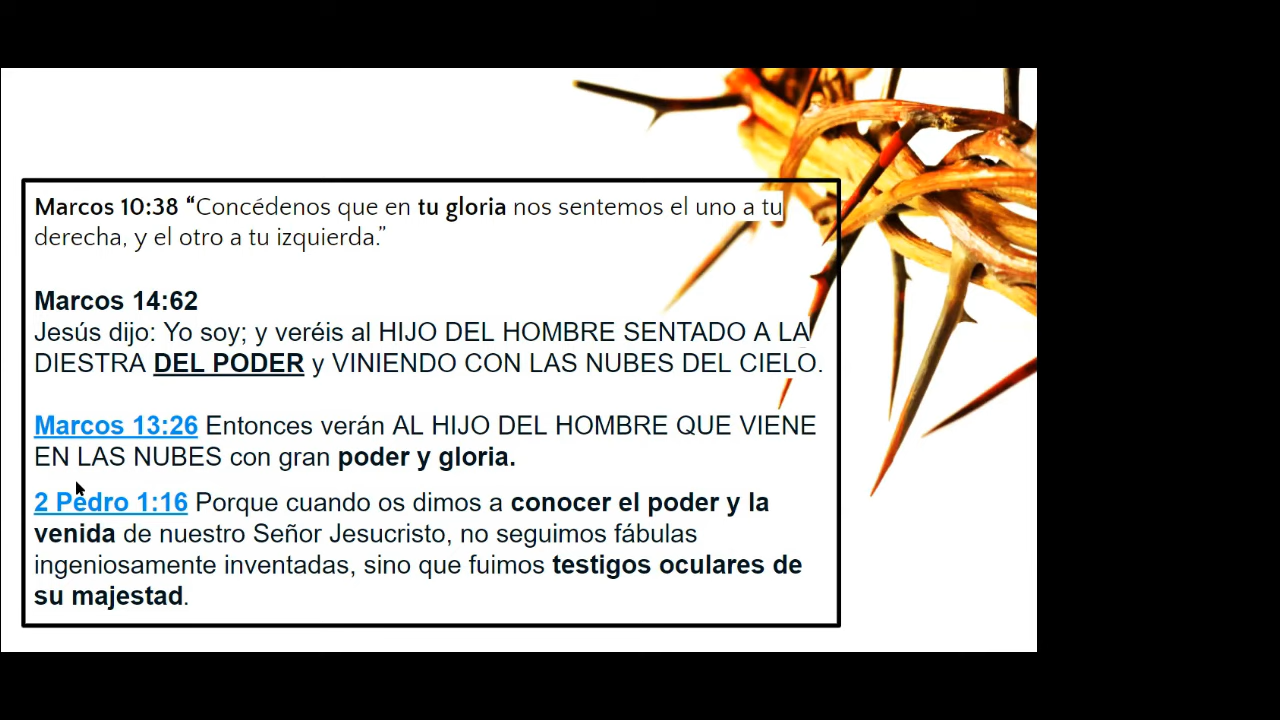 Marcos 10:38 “Concédenos que en tu gloria nos sentemos el uno a tu
derecha, y el otro a tu izquierda.”
Marcos 14:62
Jesús dijo: Yo soy; y veréis al HIJO DEL HOMBRE SENTADO A LA
DIESTRA DEL PODER y VINIENDO CON LAS NUBES DEL CIELO.
Marcos 13:26 Entonces verán AL HIJO DEL HOMBRE QUE VIENE
EN LAS NUBES con gran poder y gloria.
2 Pedro 1:16 Porque cuando os dimos a conocer el poder y la
venida de nuestro Señor Jesucristo, no seguimos fábulas
ingeniosamente inventadas, sino que fuimos testigos oculares de
su majestad.